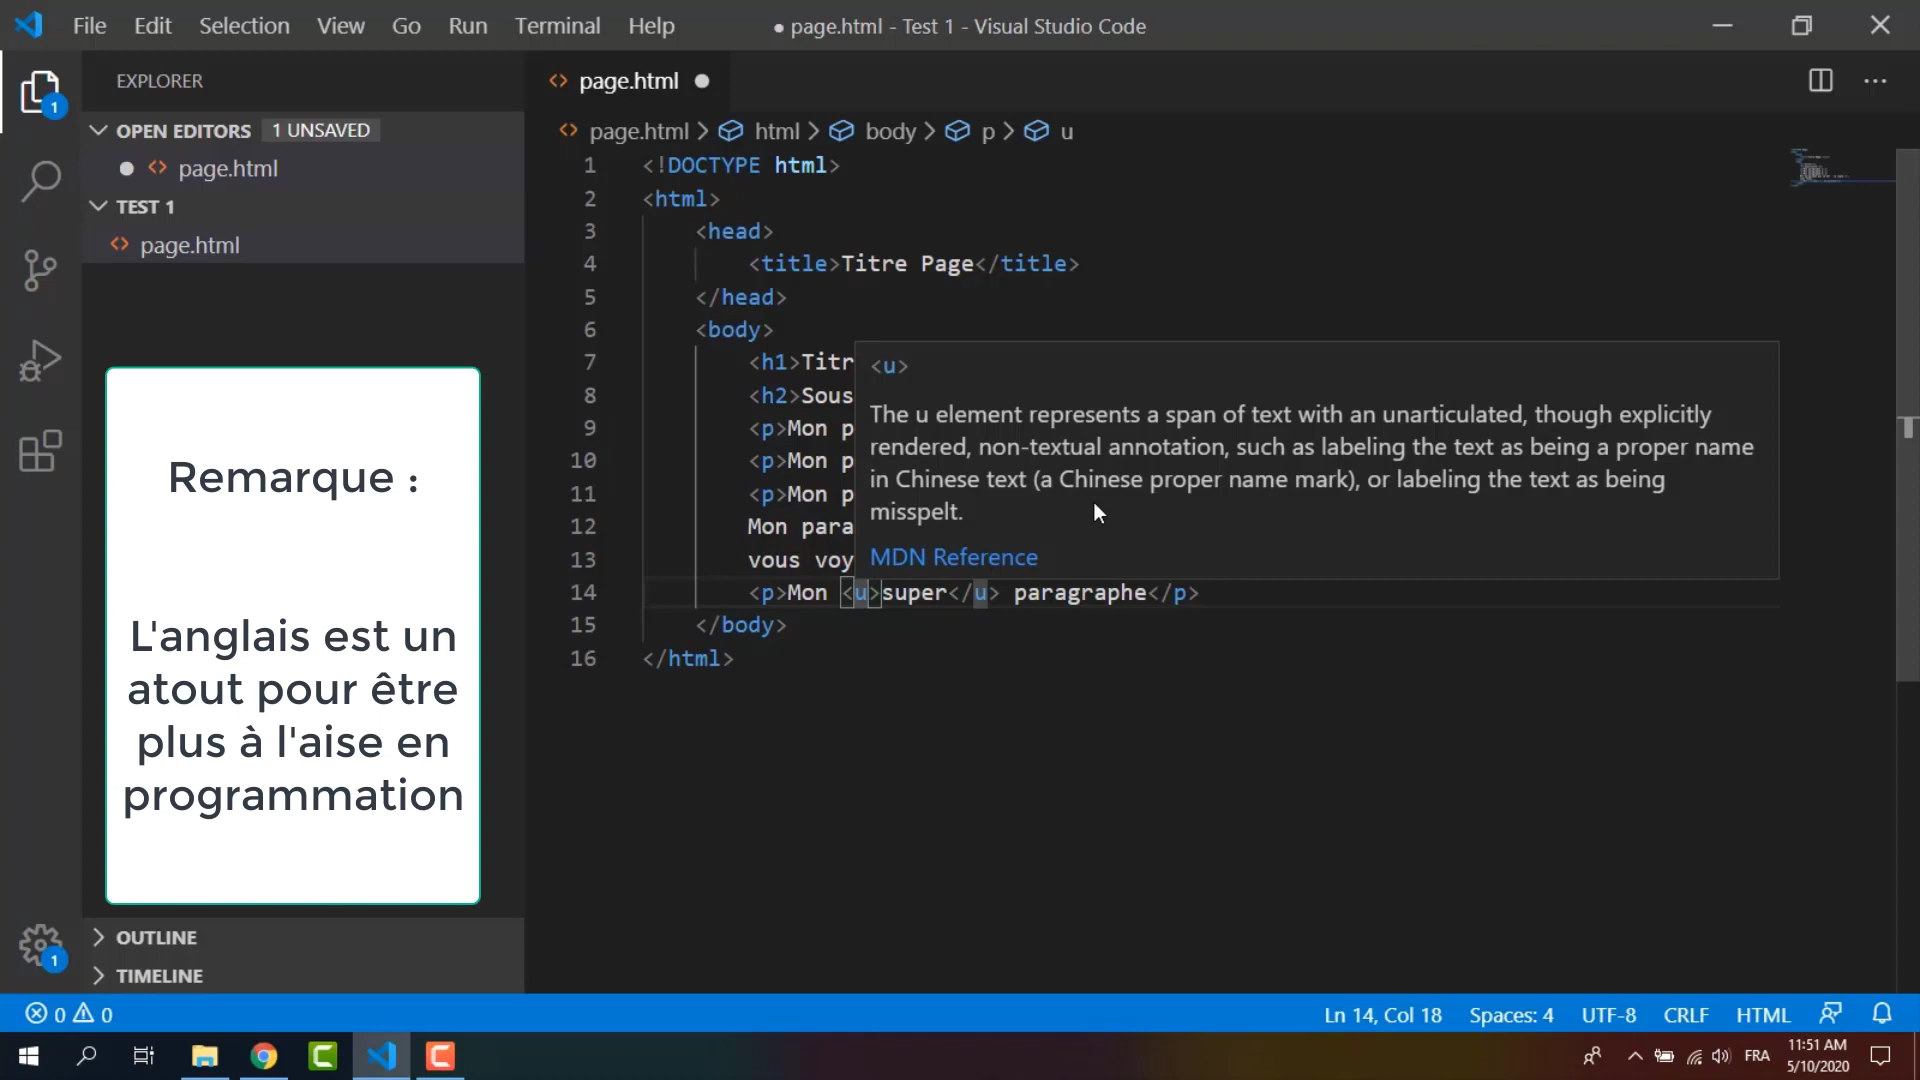 File Edit Selection View Go Run Terminal Help
● page.html - Test 1 - Visual Studio Code
EXPLORER
OPEN EDITORS 1 UNSAVED
page.html
TEST 1
page.html
1
Remarque :
L'anglais est un
atout pour être
plus à l'aise en
programmation
OUTLINE
TIMELINE
1
page.html
page.html > html > body > p > u
1 <!DOCTYPE html>
2 <html>
3 <head>
4 <title>Titre Page</title>
5 </head>
6 <body>
7 <h1>Titr
8 <h2>Sous
9 <p>Mon p
10 <p>Mon p
11 <p>Mon p
12 Mon para
13 vous voy
14 <p>Mon <u>super</u> paragraphe</p>
15 </body>
16 </html>
<u>
The u element represents a span of text with an unarticulated, though explicitly
rendered, non-textual annotation, such as labeling the text as being a proper name
in Chinese text (a Chinese proper name mark), or labeling the text as being
misspelt.
MDN Reference
0 0
Ln 14, Col 18 Spaces: 4 UTF-8 CRLF HTML
FRA
11:51 AM
5/10/2020